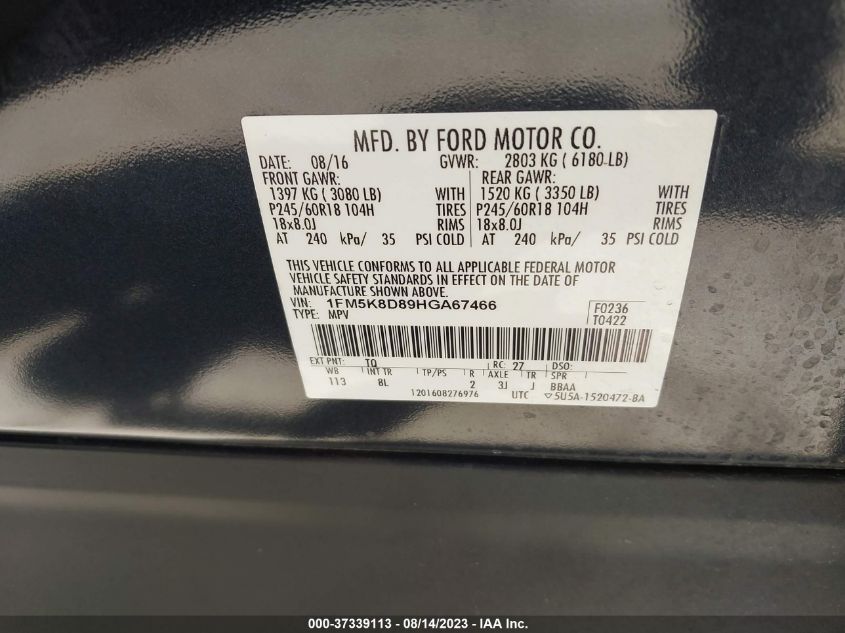 MFD. BY FORD MOTOR CO.
DATE: 08/16 GVWR: 2803 KG ( 6180 LB)
FRONT GAWR: REAR GAWR:
1397 KG ( 3080 LB) WITH 1520 KG ( 3350 LB) WITH
P245/60R18 104H TIRES P245/60R18 104H TIRES
18x8.0J RIMS 18x8.0J RIMS
AT 240 kPa/ 35 PSI COLD AT 240 kPa/ 35 PSI COLD
THIS VEHICLE CONFORMS TO ALL APPLICABLE FEDERAL MOTOR
VEHICLE SAFETY STANDARDS IN EFFECT ON THE DATE OF
MANUFACTURE SHOWN ABOVE.
VIN: 1FM5K8D89HGA67466 F0236
TYPE: MPV T0422
EXT PNT: TQ RC: 27 DSO:
WB INT TR TP/PS R AXLE TR SPR
113 8L 2 3J J BBAA
1201608276976 UTC ▽5U5A-1520472-BA
000-37339113 - 08/14/2023 - IAA Inc.